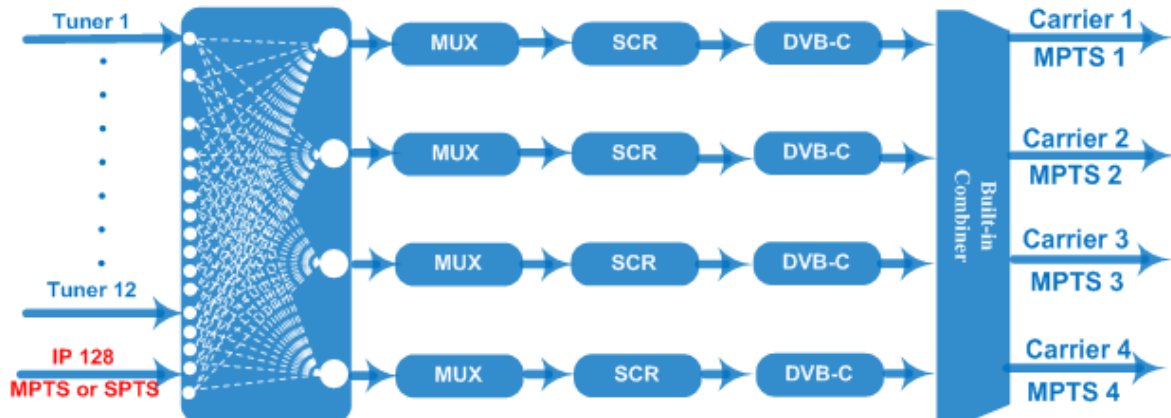 Tuner 1
Tuner 12
IP 128
MPTS or SPTS
MUX
SCR
DVB-C
MUX
SCR
DVB-C
MUX
SCR
DVB-C
MUX
SCR
DVB-C
Built-in
Combiner
Carrier 1
MPTS 1
Carrier 2
MPTS 2
Carrier 3
MPTS 3
Carrier 4
MPTS 4